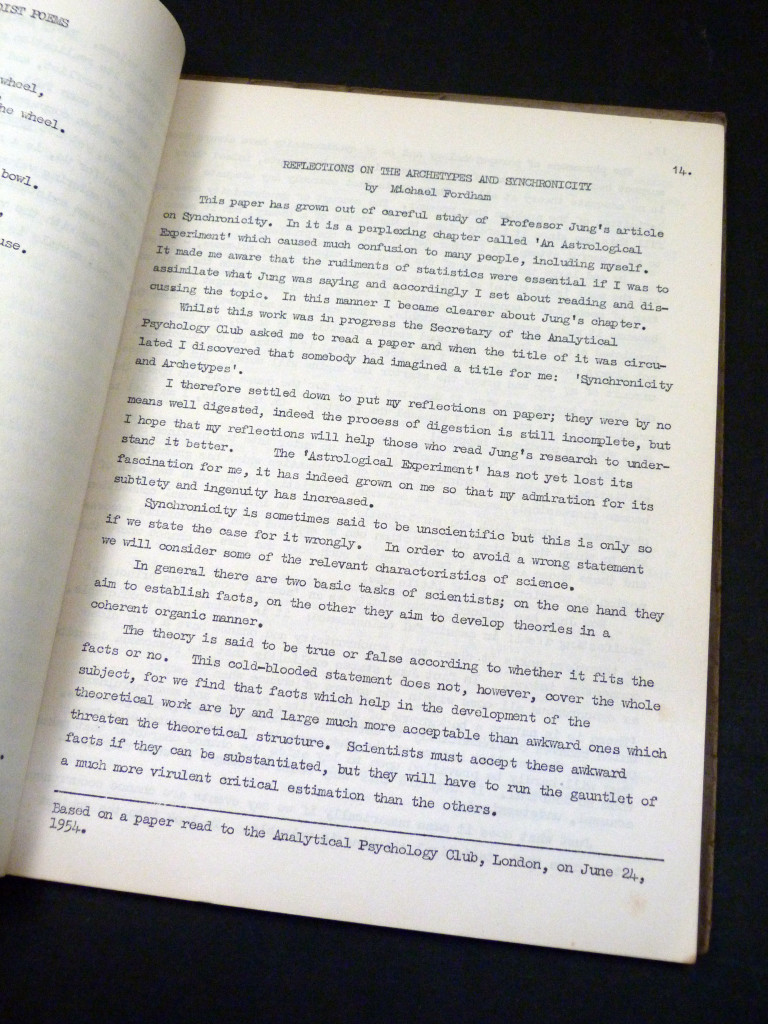 DIST POEMS
wheel,
he wheel.
bowl.
use.
14.
REFLECTIONS ON THE ARCHETYPES AND SYNCHRONICITY
by Michael Fordham
This paper has grown out of careful study of Professor Jung's article
on Synchronicity. In it is a perplexing chapter called 'An Astrological
Experiment' which caused much confusion to many people, including myself.
It made me aware that the rudiments of statistics were essential if I was to
assimilate what Jung was saying and accordingly I set about reading and dis-
cussing the topic. In this manner I became clearer about Jung's chapter.
Whilst this work was in progress the Secretary of the Analytical
Psychology Club asked me to read a paper and when the title of it was circu-
lated I discovered that somebody had imagined a title for me: 'Synchronicity
and Archetypes'.
I therefore settled down to put my reflections on paper; they were by no
means well digested, indeed the process of digestion is still incomplete, but
I hope that my reflections will help those who read Jung's research to under-
stand it better. The 'Astrological Experiment' has not yet lost its
fascination for me, it has indeed grown on me so that my admiration for its
subtlety and ingenuity has increased.
Synchronicity is sometimes said to be unscientific but this is only so
if we state the case for it wrongly. In order to avoid a wrong statement
we will consider some of the relevant characteristics of science.
In general there are two basic tasks of scientists; on the one hand they
aim to establish facts, on the other they aim to develop theories in a
coherent organic manner.
The theory is said to be true or false according to whether it fits the
facts or no. This cold-blooded statement does not, however, cover the whole
subject, for we find that facts which help in the development of the
theoretical work are by and large much more acceptable than awkward ones which
threaten the theoretical structure. Scientists must accept these awkward
facts if they can be substantiated, but they will have to run the gauntlet of
a much more virulent critical estimation than the others.
Based on a paper read to the Analytical Psychology Club, London, on June 24,
1954.